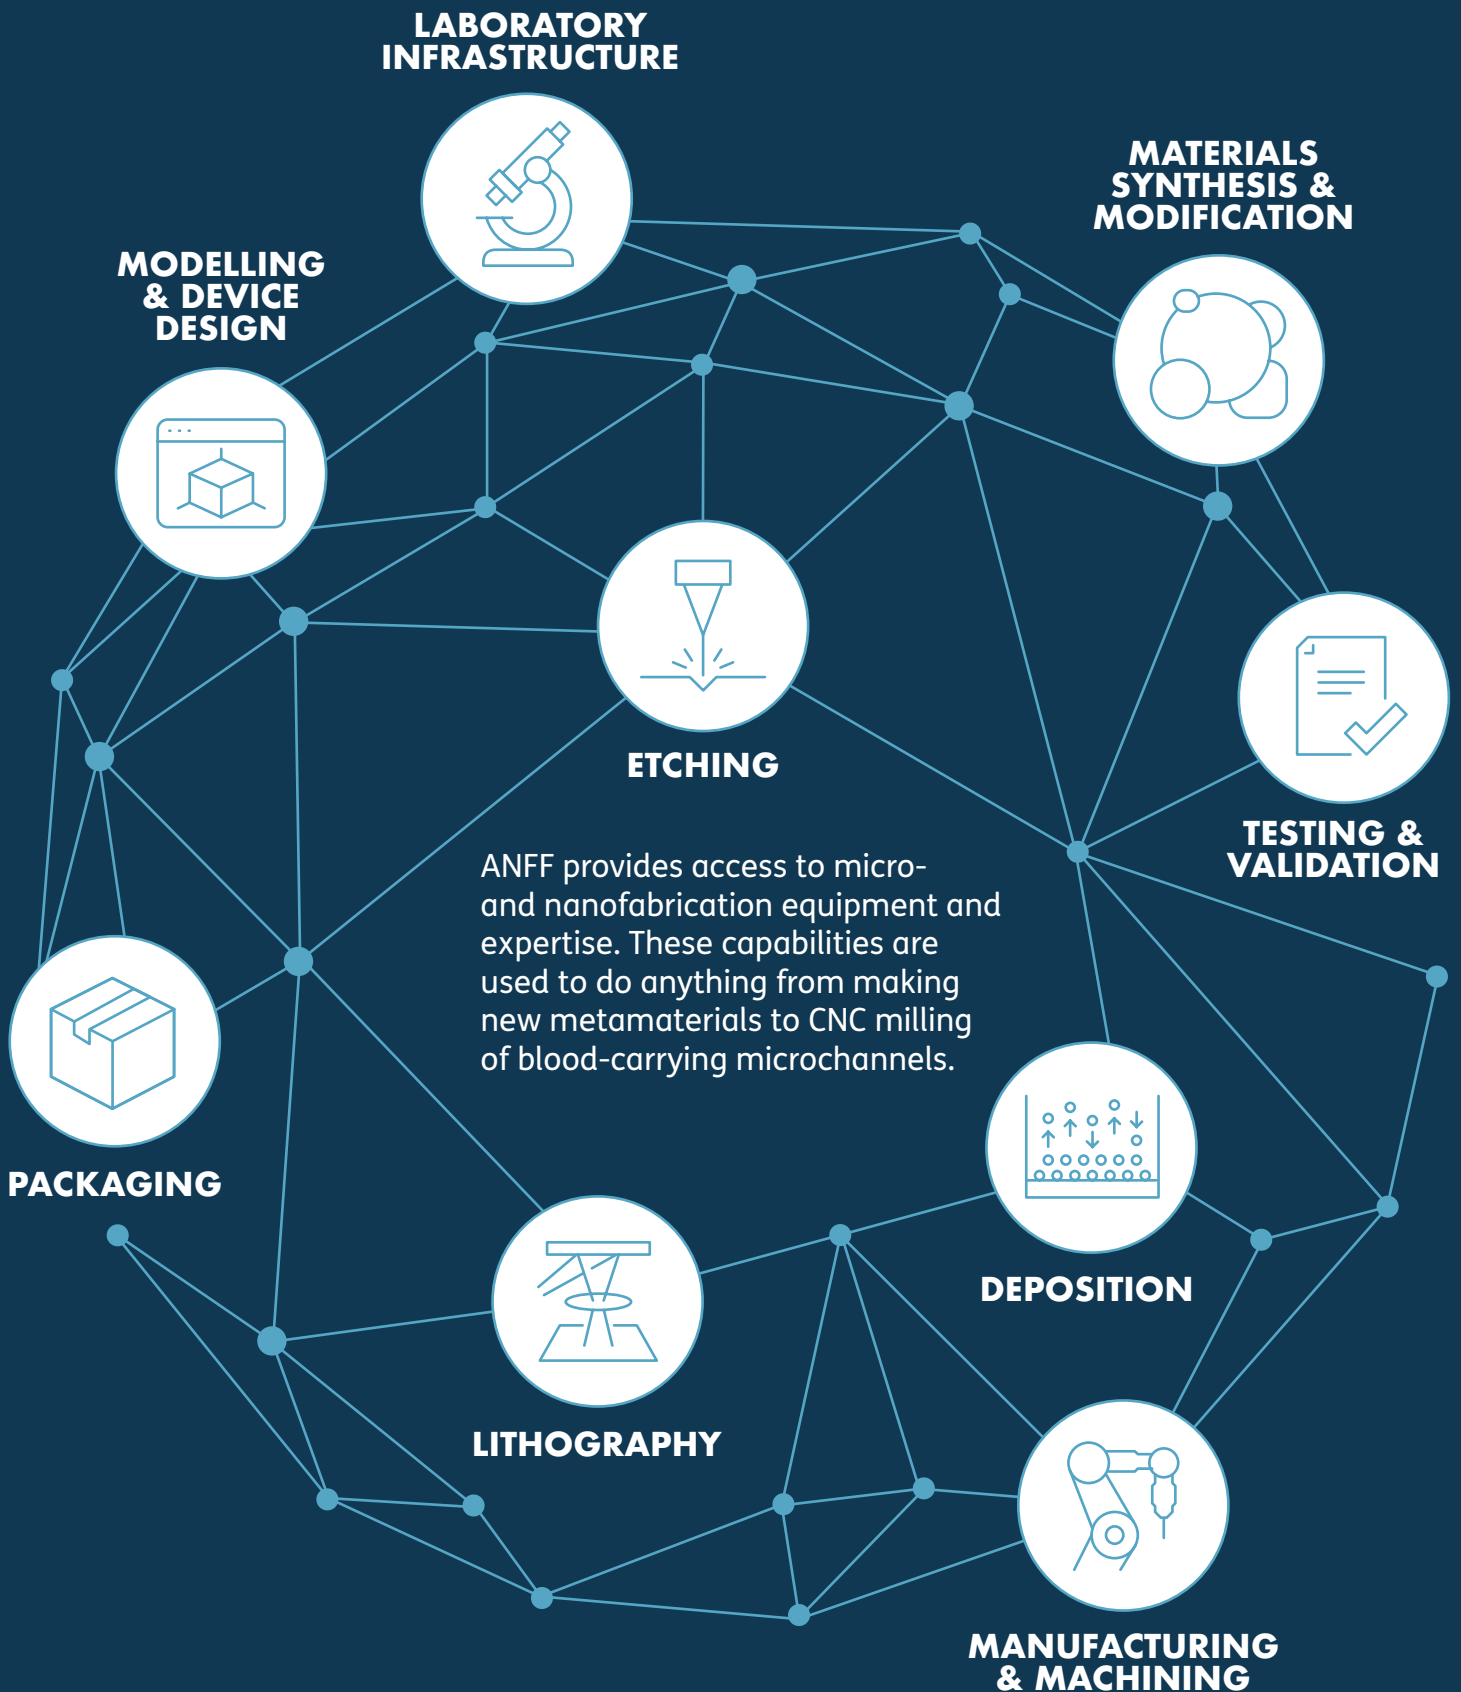 LABORATORY
INFRASTRUCTURE
MATERIALS
SYNTHESIS &
MODIFICATION
MODELLING
& DEVICE
DESIGN
ETCHING
TESTING &
VALIDATION
ANFF provides access to micro-
and nanofabrication equipment and
expertise. These capabilities are
used to do anything from making
new metamaterials to CNC milling
of blood-carrying microchannels.
PACKAGING
DEPOSITION
LITHOGRAPHY
MANUFACTURING
& MACHINING